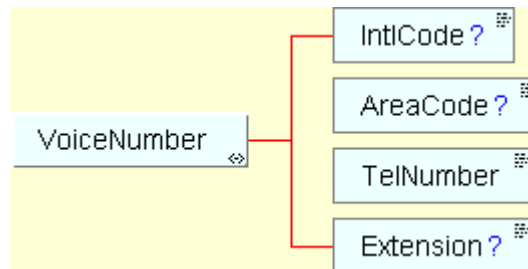 IntlCode?
AreaCode?
VoiceNumber
TelNumber
Extension?